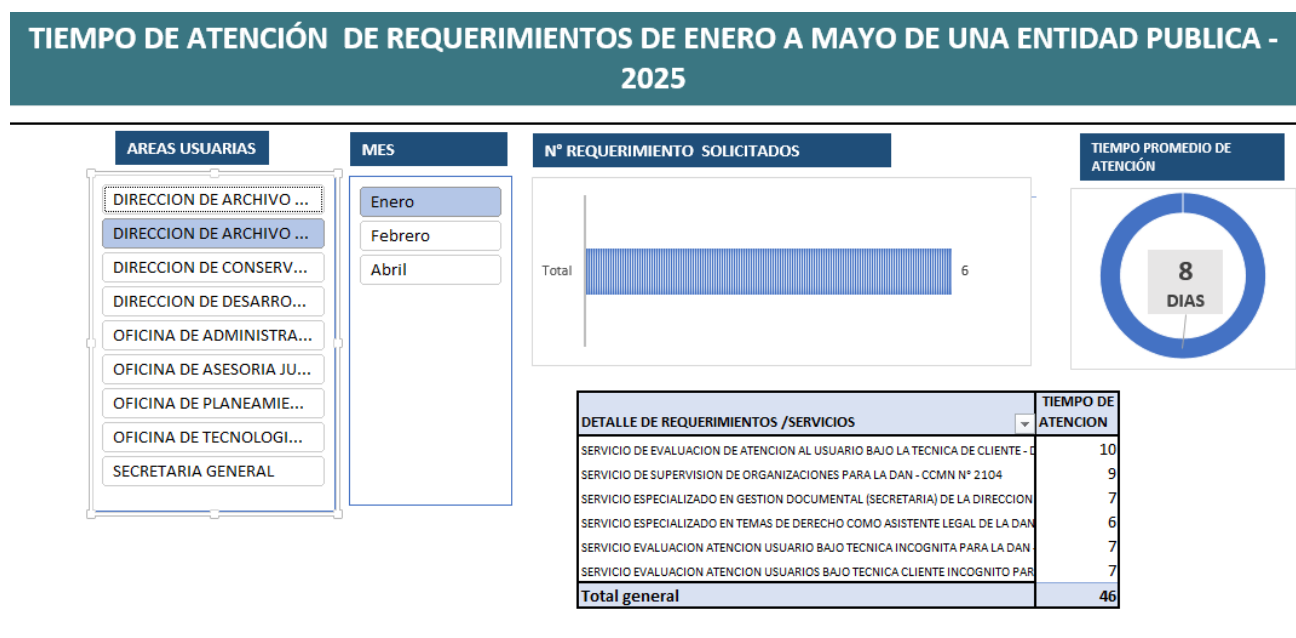 TIEMPO DE ATENCIÓN DE REQUERIMIENTOS DE ENERO A MAYO DE UNA ENTIDAD PUBLICA -
2025
AREAS USUARIAS
DIRECCION DE ARCHIVO ...
DIRECCION DE ARCHIVO ...
DIRECCION DE CONSERV...
DIRECCION DE DESARRO...
OFICINA DE ADMINISTRA...
OFICINA DE ASESORIA JU...
OFICINA DE PLANEAMIE...
OFICINA DE TECNOLOGI...
SECRETARIA GENERAL
MES
Enero
Febrero
Abril
N° REQUERIMIENTO SOLICITADOS
Total
6
TIEMPO PROMEDIO DE
ATENCIÓN
8
DIAS
DETALLE DE REQUERIMIENTOS /SERVICIOS TIEMPO DE ATENCION
SERVICIO DE EVALUACION DE ATENCION AL USUARIO BAJO LA TECNICA DE CLIENTE - 10
SERVICIO DE SUPERVISION DE ORGANIZACIONES PARA LA DAN - CCMN N° 2104 9
SERVICIO ESPECIALIZADO EN GESTION DOCUMENTAL (SECRETARIA) DE LA DIRECCION 7
SERVICIO ESPECIALIZADO EN TEMAS DE DERECHO COMO ASISTENTE LEGAL DE LA DAN 6
SERVICIO EVALUACION ATENCION USUARIO BAJO TECNICA INCOGNITA PARA LA DAN - 7
SERVICIO EVALUACION ATENCION USUARIOS BAJO TECNICA CLIENTE INCOGNITO PAR 7
Total general 46